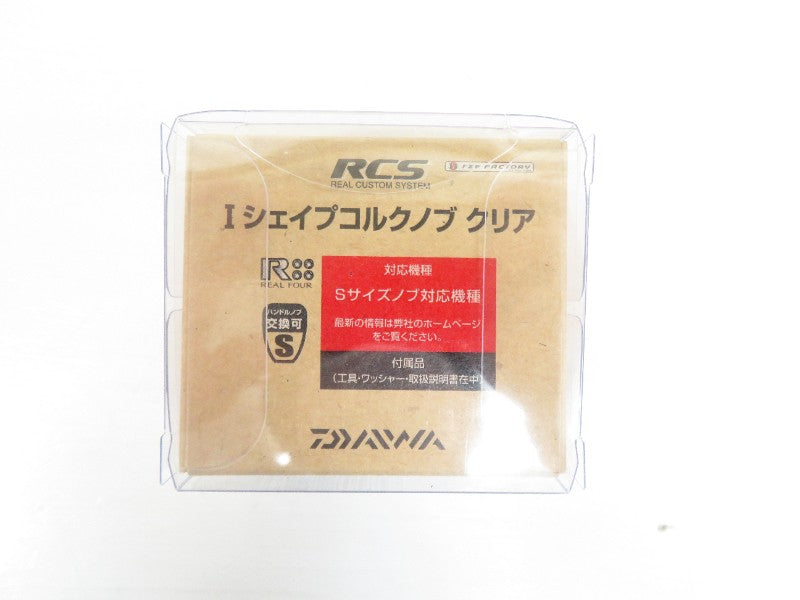 RCS
REAL CUSTOM SYSTEM
SLP FACTORY
I シェイプコルクノブ クリア
R
REAL FOUR
対応機種
Sサイズノブ対応機種
最新の情報は弊社のホームページ
をご覧ください。
ハンドルノブ
交換可
S
付属品
(工具・ワッシャー・取扱説明書在中)
DAIWA